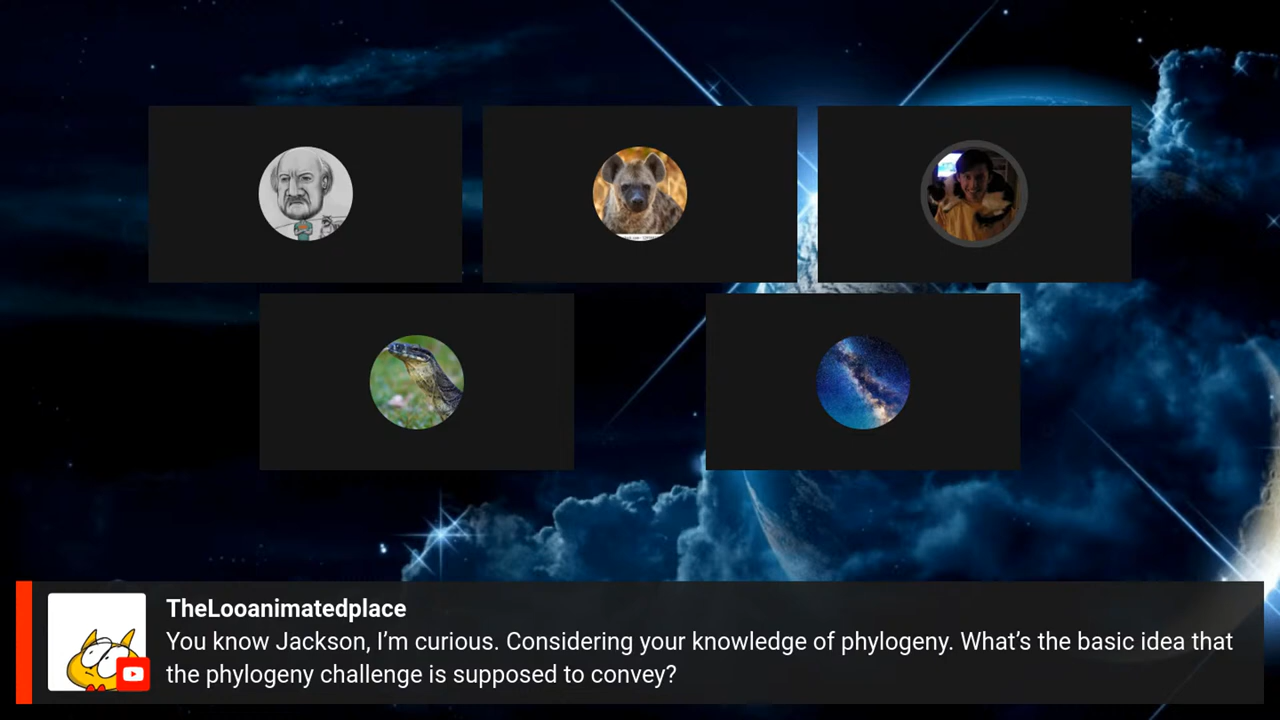 TheLooanimatedplace
You know Jackson, I’m curious. Considering your knowledge of phylogeny. What’s the basic idea that
the phylogeny challenge is supposed to convey?